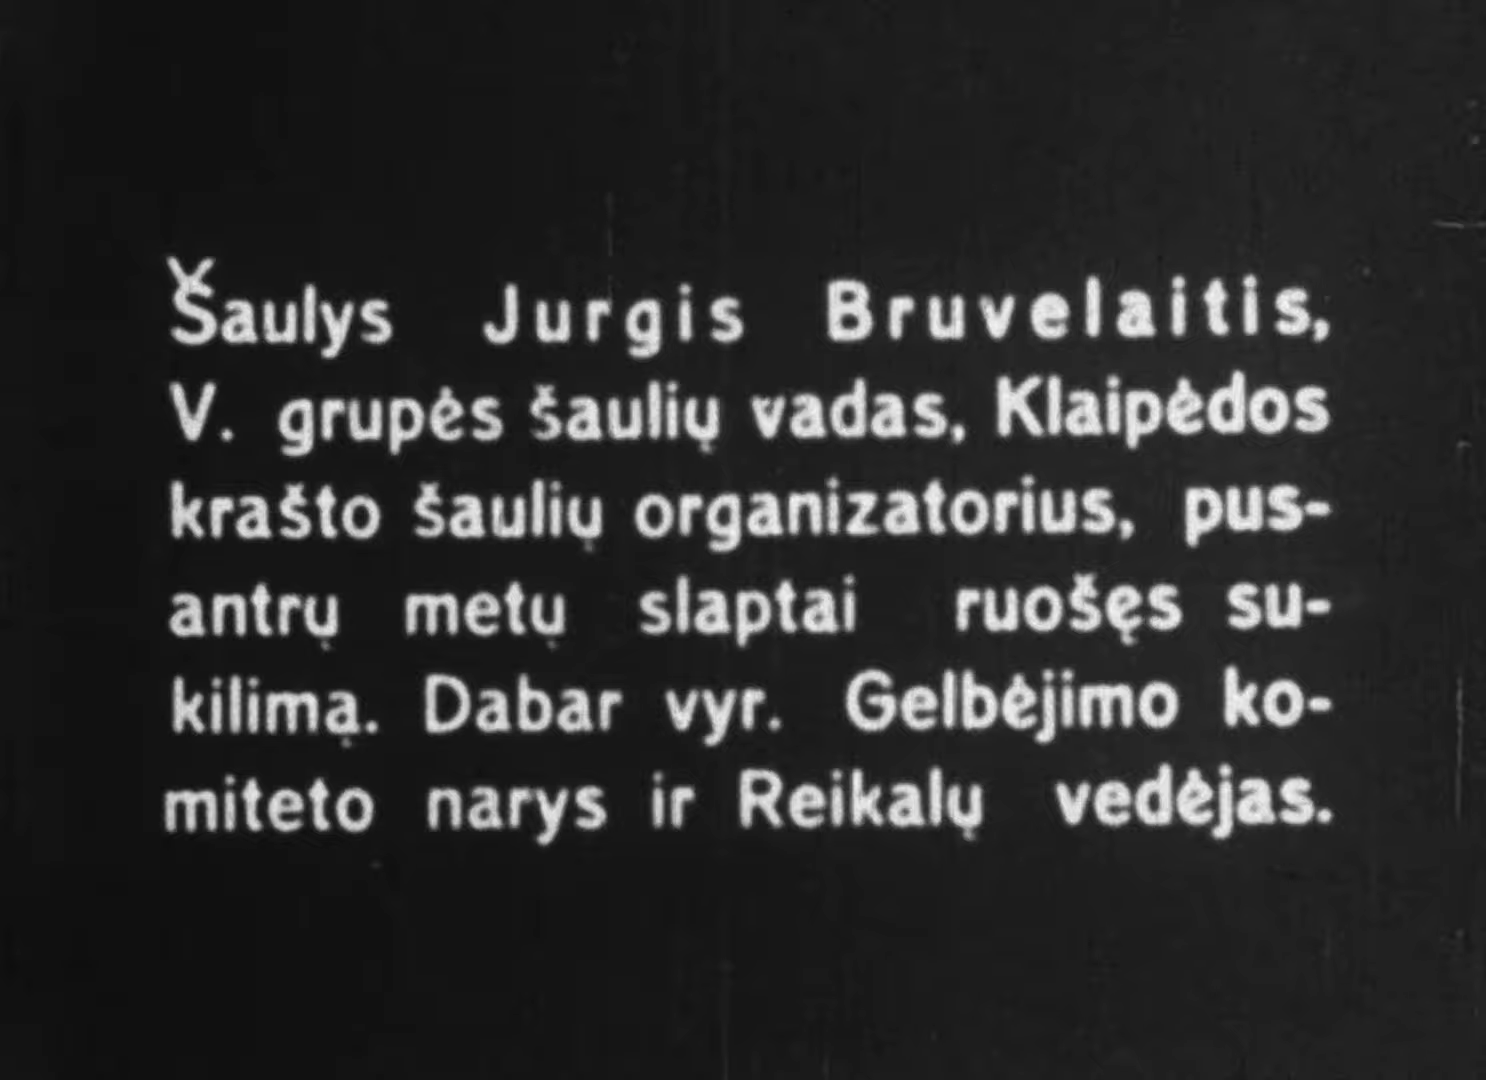 Šaulys Jurgis Bruvelaitis,
V. grupės šaulių vadas, Klaipėdos
krašto šaulių organizatorius, pus-
antrų metų slaptai ruošęs su-
kilimą. Dabar vyr. Gelbėjimo ko-
miteto narys ir Reikalų vedėjas.